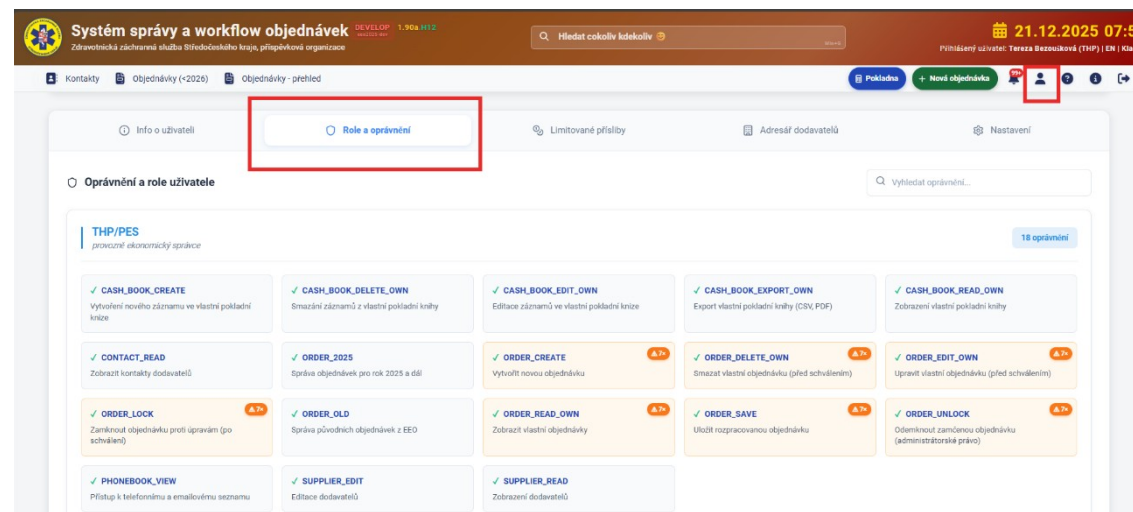 Systém správy a workflow objednávek DEVELOP 1.90a.H12
Zdravotnická záchranná služba Středočeského kraje, příspěvková organizace
Hledat cokoliv kdekoliv
21.12.2025 07:5
Přihlášený uživatel: Tereza Bezoušková (THP) | EN | Kla
Kontakty Objednávky (<2026) Objednávky - přehled
Pokladna + Nová objednávka 99+
Info o uživateli Role a oprávnění Limitované přísliby Adresář dodavatelů Nastavení
Oprávnění a role uživatele
Vyhledat oprávnění...
THP/PES
provozně ekonomický správce
18 oprávnění
✓ CASH_BOOK_CREATE
Vytvoření nového záznamu ve vlastní pokladní
knize
✓ CASH_BOOK_DELETE_OWN
Smazání záznamů z vlastní pokladní knihy
✓ CASH_BOOK_EDIT_OWN
Editace záznamů ve vlastní pokladní knize
✓ CASH_BOOK_EXPORT_OWN
Export vlastní pokladní knihy (CSV, PDF)
✓ CASH_BOOK_READ_OWN
Zobrazení vlastní pokladní knihy
✓ CONTACT_READ
Zobrazit kontakty dodavatelů
✓ ORDER_2025
Správa objednávek pro rok 2025 a dál
✓ ORDER_CREATE 7×
Vytvořit novou objednávku
✓ ORDER_DELETE_OWN 7×
Smazat vlastní objednávku (před schválením)
✓ ORDER_EDIT_OWN 7×
Upravit vlastní objednávku (před schválením)
✓ ORDER_LOCK 7×
Zamknout objednávku proti úpravám (po
schválení)
✓ ORDER_OLD
Správa původních objednávek z EEO
✓ ORDER_READ_OWN 7×
Zobrazit vlastní objednávky
✓ ORDER_SAVE 7×
Uložit rozpracovanou objednávku
✓ ORDER_UNLOCK 7×
Odemknout zamčenou objednávku
(administrátorské právo)
✓ PHONEBOOK_VIEW
Přístup k telefonnímu a emailovému seznamu
✓ SUPPLIER_EDIT
Editace dodavatelů
✓ SUPPLIER_READ
Zobrazení dodavatelů